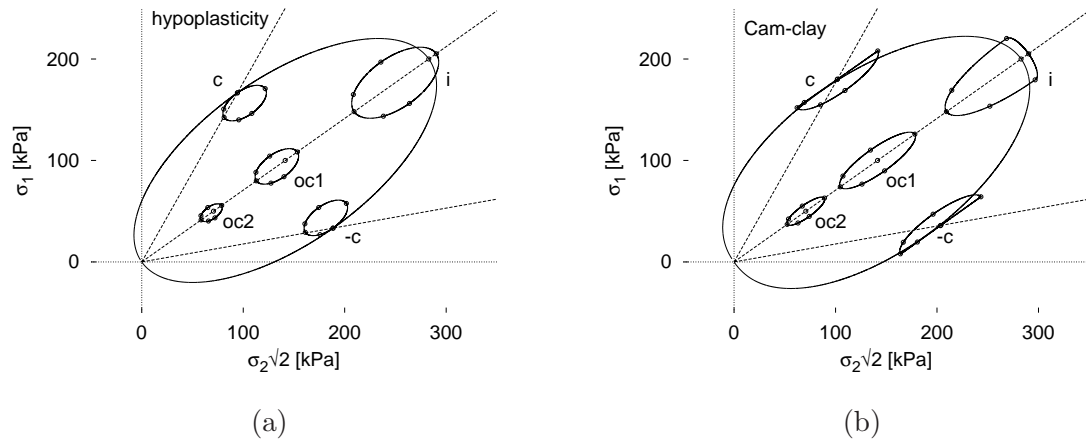 hypoplasticity
200
100
0
σ1 [kPa]
c
i
oc1
oc2
-c
0 100 200 300
σ2√2 [kPa]
(a)
Cam-clay
200
100
0
σ1 [kPa]
c
i
oc1
oc2
-c
0 100 200 300
σ2√2 [kPa]
(b)